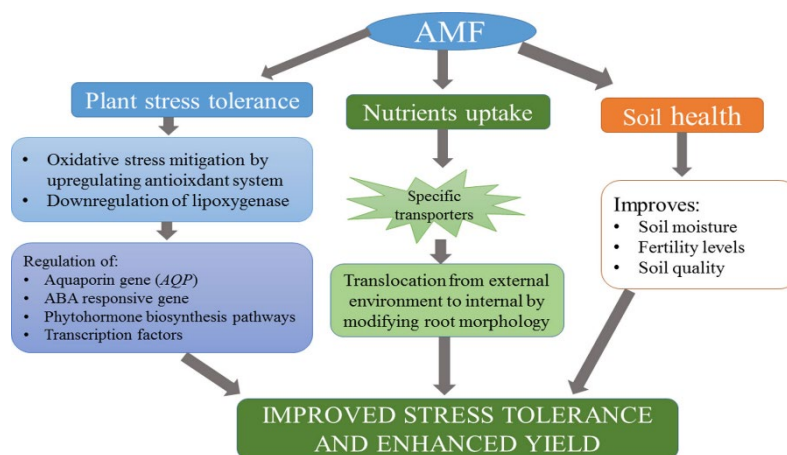 AMF
Plant stress tolerance
• Oxidative stress mitigation by
upregulating antioixdant system
• Downregulation of lipoxygenase
Regulation of:
• Aquaporin gene (AQP)
• ABA responsive gene
• Phytohormone biosynthesis pathways
• Transcription factors
Nutrients uptake
Specific
transporters
Translocation from external
environment to internal by
modifying root morphology
Soil health
Improves:
• Soil moisture
• Fertility levels
• Soil quality
IMPROVED STRESS TOLERANCE
AND ENHANCED YIELD